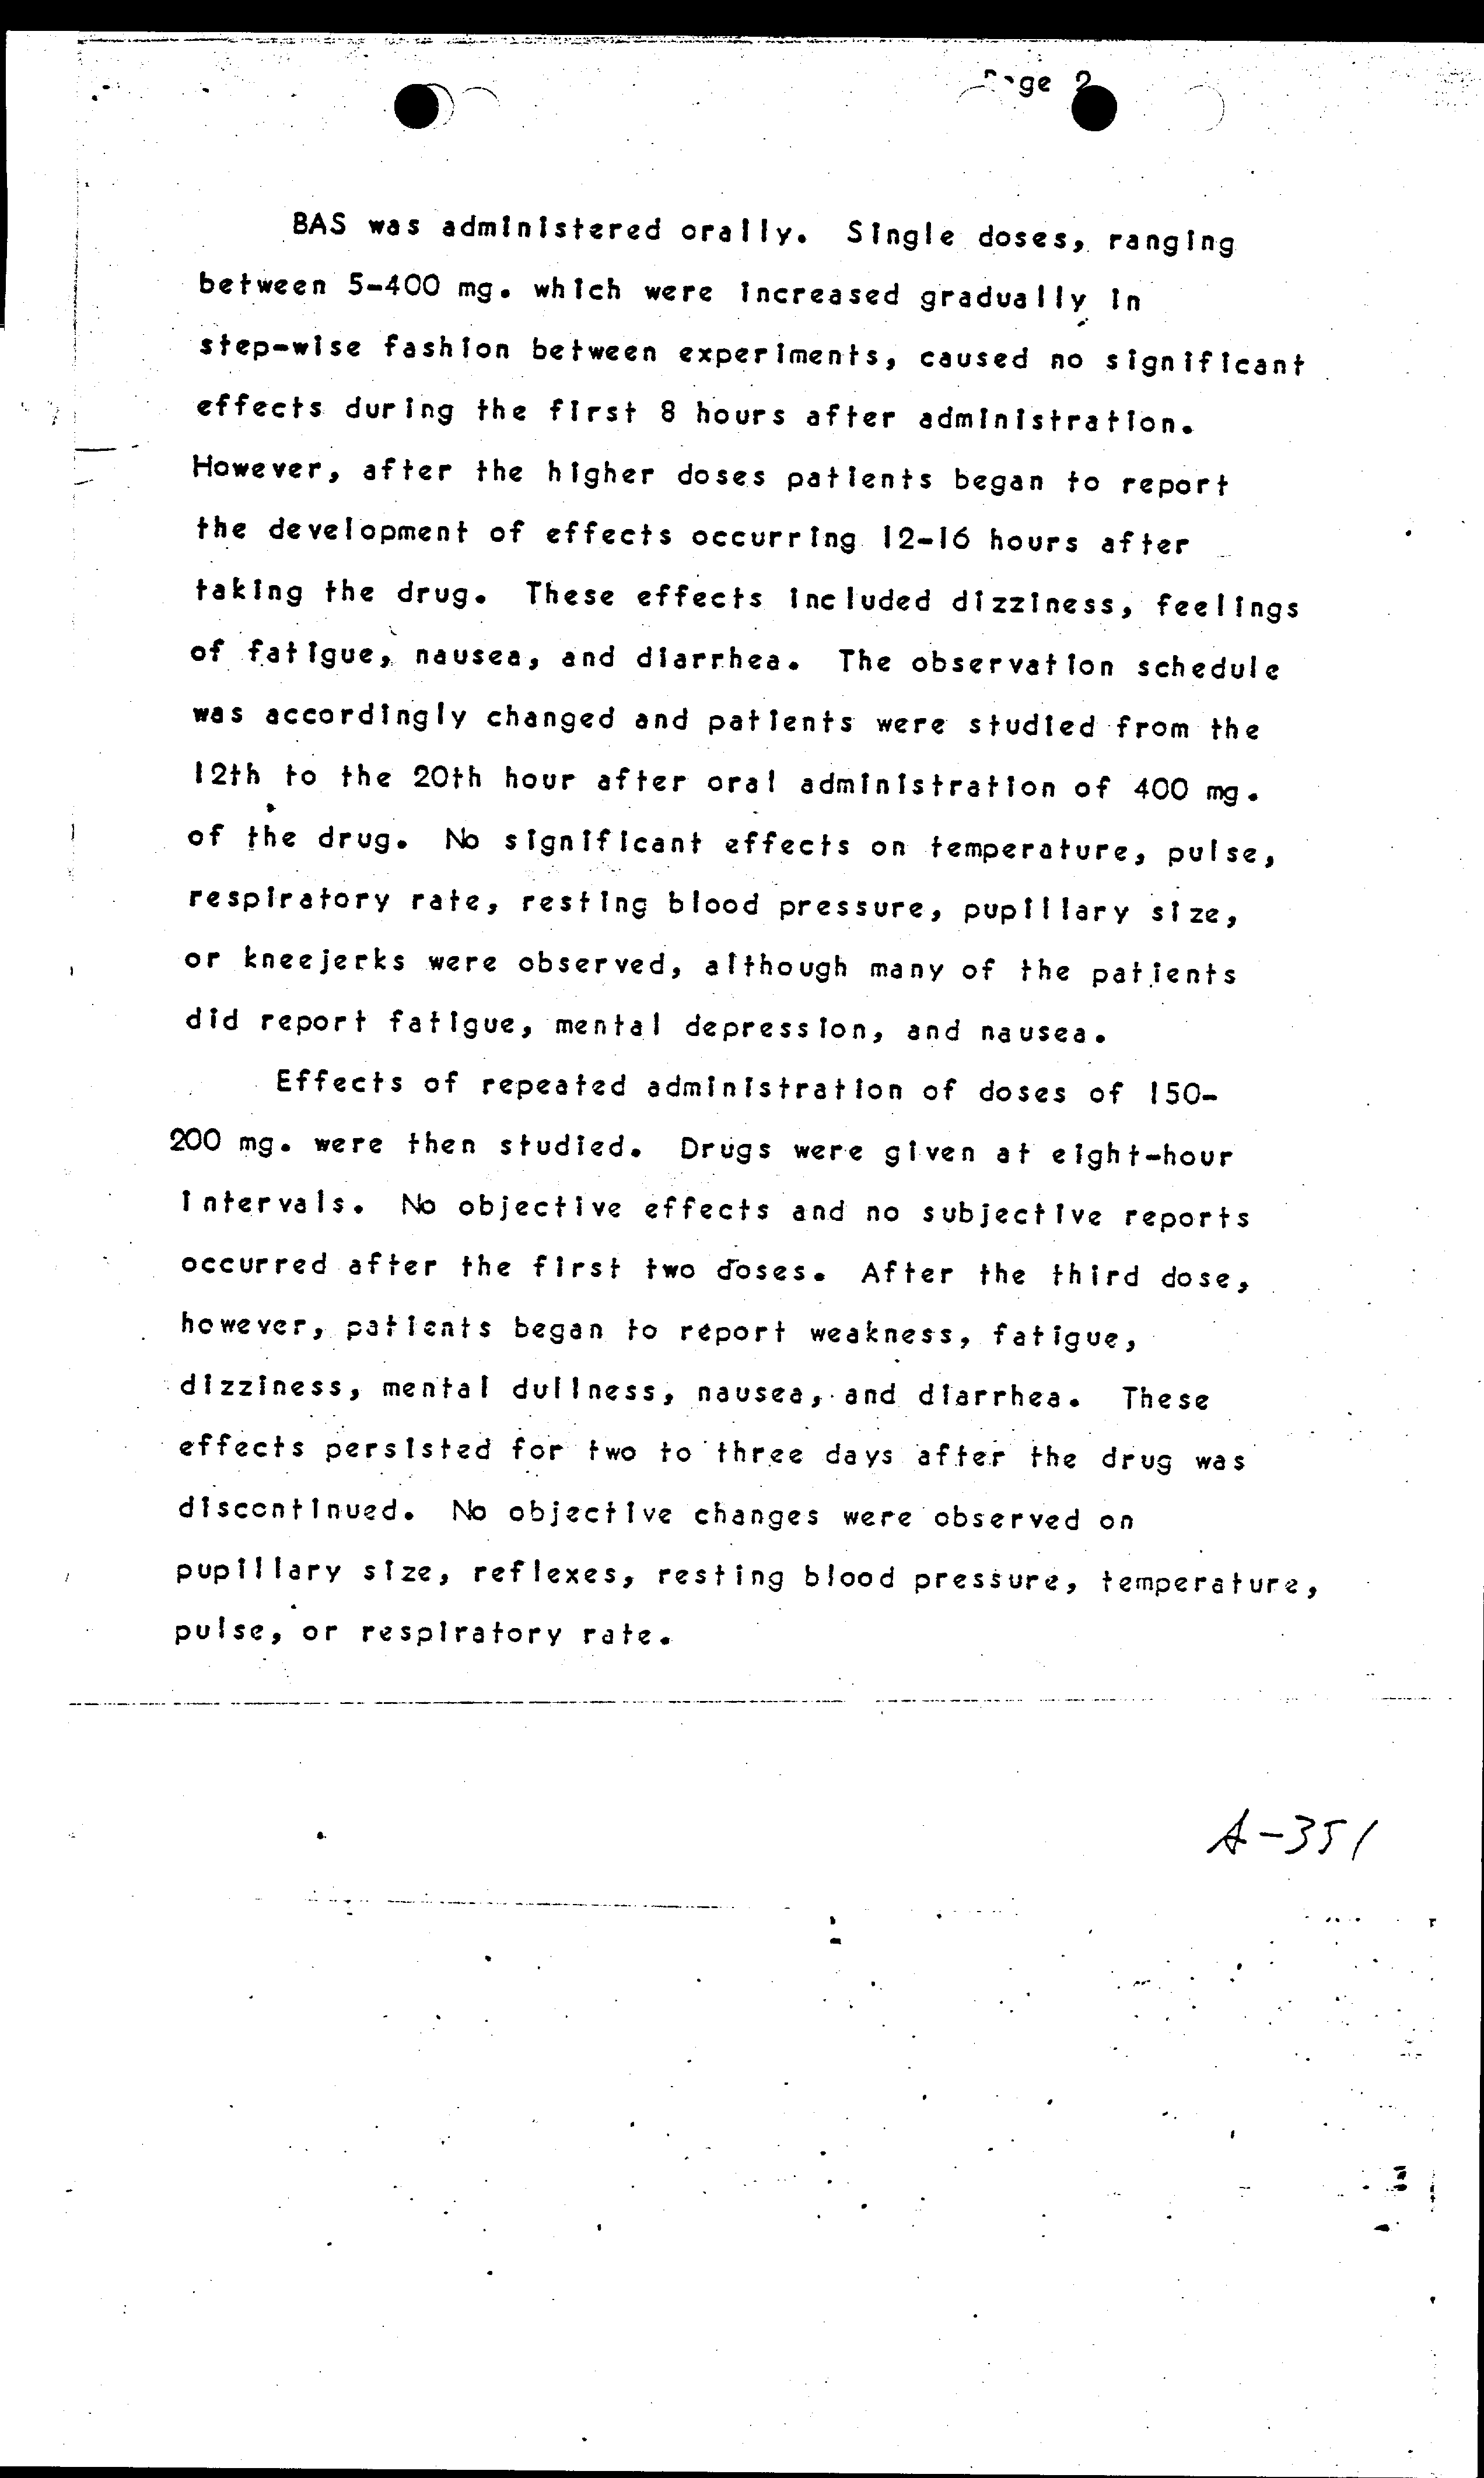 Page 2
BAS was administered orally. Single doses, ranging
between 5-400 mg. which were increased gradually in
step-wise fashion between experiments, caused no significant
effects during the first 8 hours after administration.
However, after the higher doses patients began to report
the development of effects occurring 12-16 hours after
taking the drug. These effects included dizziness, feelings
of fatigue, nausea, and diarrhea. The observation schedule
was accordingly changed and patients were studied from the
12th to the 20th hour after oral administration of 400 mg.
of the drug. No significant effects on temperature, pulse,
respiratory rate, resting blood pressure, pupillary size,
or kneejerks were observed, although many of the patients
did report fatigue, mental depression, and nausea.
Effects of repeated administration of doses of 150-
200 mg. were then studied. Drugs were given at eight-hour
intervals. No objective effects and no subjective reports
occurred after the first two doses. After the third dose,
however, patients began to report weakness, fatigue,
dizziness, mental dullness, nausea, and diarrhea. These
effects persisted for two to three days after the drug was
discontinued. No objective changes were observed on
pupillary size, reflexes, resting blood pressure, temperature,
pulse, or respiratory rate.
A-351